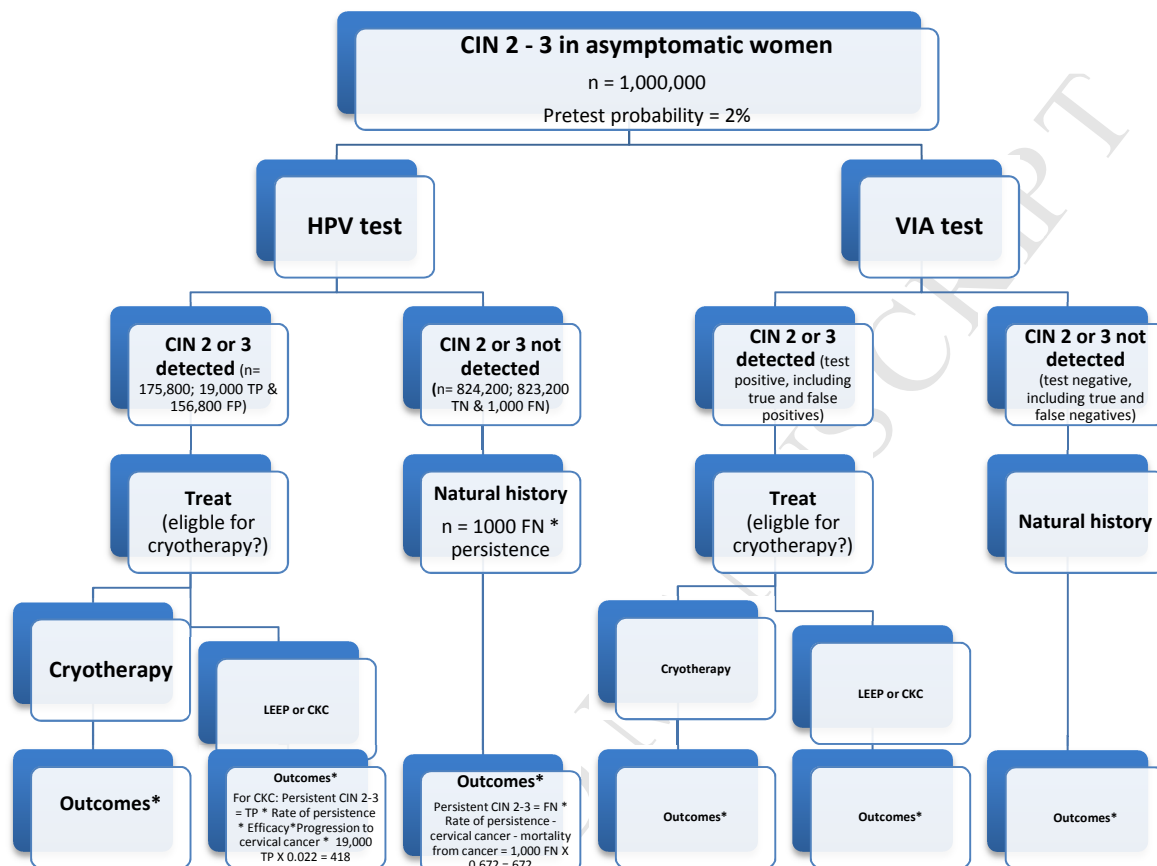 CIN 2 - 3 in asymptomatic women
n = 1,000,000
Pretest probability = 2%
HPV test
VIA test
CIN 2 or 3
detected (n=
175,800; 19,000 TP &
156,800 FP)
CIN 2 or 3 not
detected
(n= 824,200; 823,200
TN & 1,000 FN)
CIN 2 or 3
detected (test
positive, including
true and false
positives)
CIN 2 or 3 not
detected
(test negative,
including true and
false negatives)
Treat
(eligble for
cryotherapy?)
Natural history
n = 1000 FN *
persistence
Treat
(eligble for
cryotherapy?)
Natural history
Cryotherapy
LEEP or CKC
Cryotherapy
LEEP or CKC
Outcomes*
Outcomes*
For CKC: Persistent CIN 2-3
= TP * Rate of persistence
* Efficacy*Progression to
cervical cancer * 19,000
TP X 0.022 = 418
Outcomes*
Persistent CIN 2-3 = FN *
Rate of persistence -
cervical cancer - mortality
from cancer = 1,000 FN X
0.672 = 672
Outcomes*
Outcomes*
Outcomes*